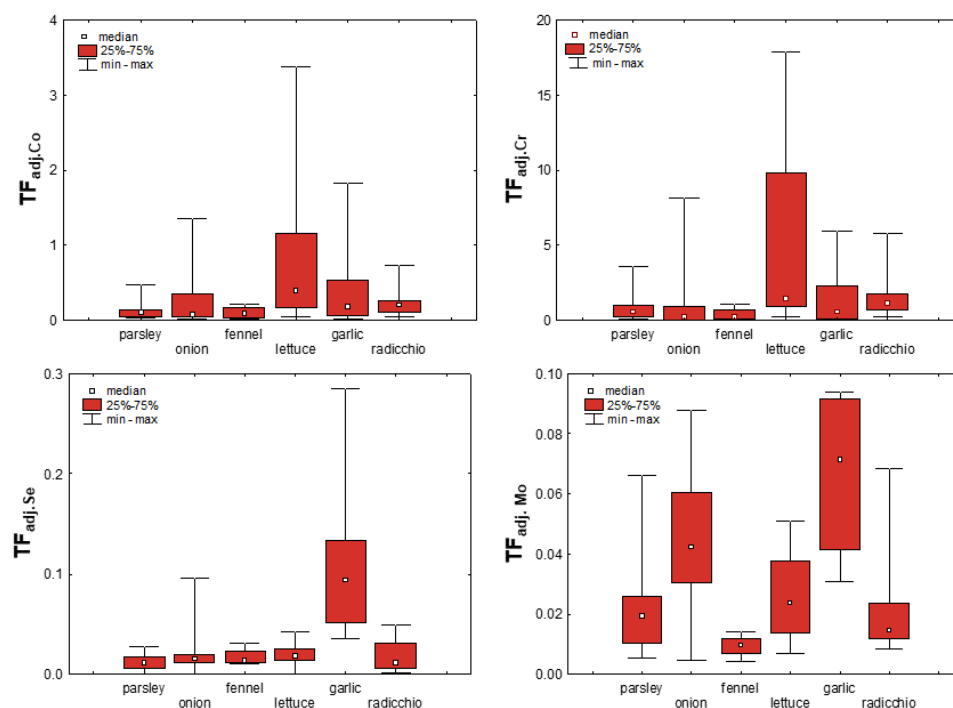 4
3
2
1
0
TF adj.Co
median
25%-75%
min - max
parsley
fennel
garlic
onion
lettuce
radicchio
20
15
10
5
0
TF adj.Cr
median
25%-75%
min - max
parsley
fennel
garlic
onion
lettuce
radicchio
0.3
0.2
0.1
0.0
TF adj.Se
median
25%-75%
min - max
parsley
fennel
garlic
onion
lettuce
radicchio
0.10
0.08
0.06
0.04
0.02
0.00
TF adj. Mo
median
25%-75%
min - max
parsley
fennel
garlic
onion
lettuce
radicchio